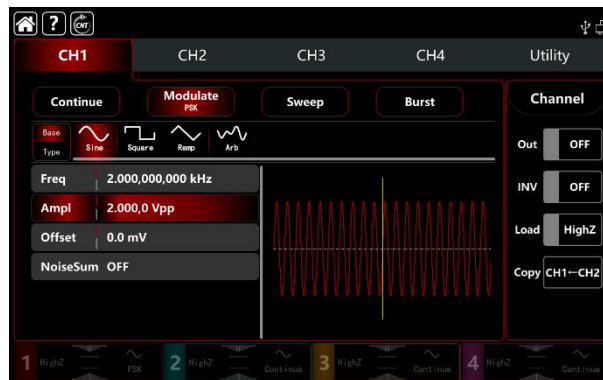 ? CNT
CH1 CH2 CH3 CH4 Utility
Continue Modulate Sweep Burst Channel
PSK
Base
Type Sine Square Ramp Arb
Out OFF
Freq 2.000,000,000 kHz
INV OFF
Ampl 2.000,0 Vpp
Offset 0.0 mV
Load HighZ
NoiseSum OFF
Copy CH1←CH2
1 HighZ PSK 2 HighZ Continue 3 HighZ Continue 4 HighZ Continue